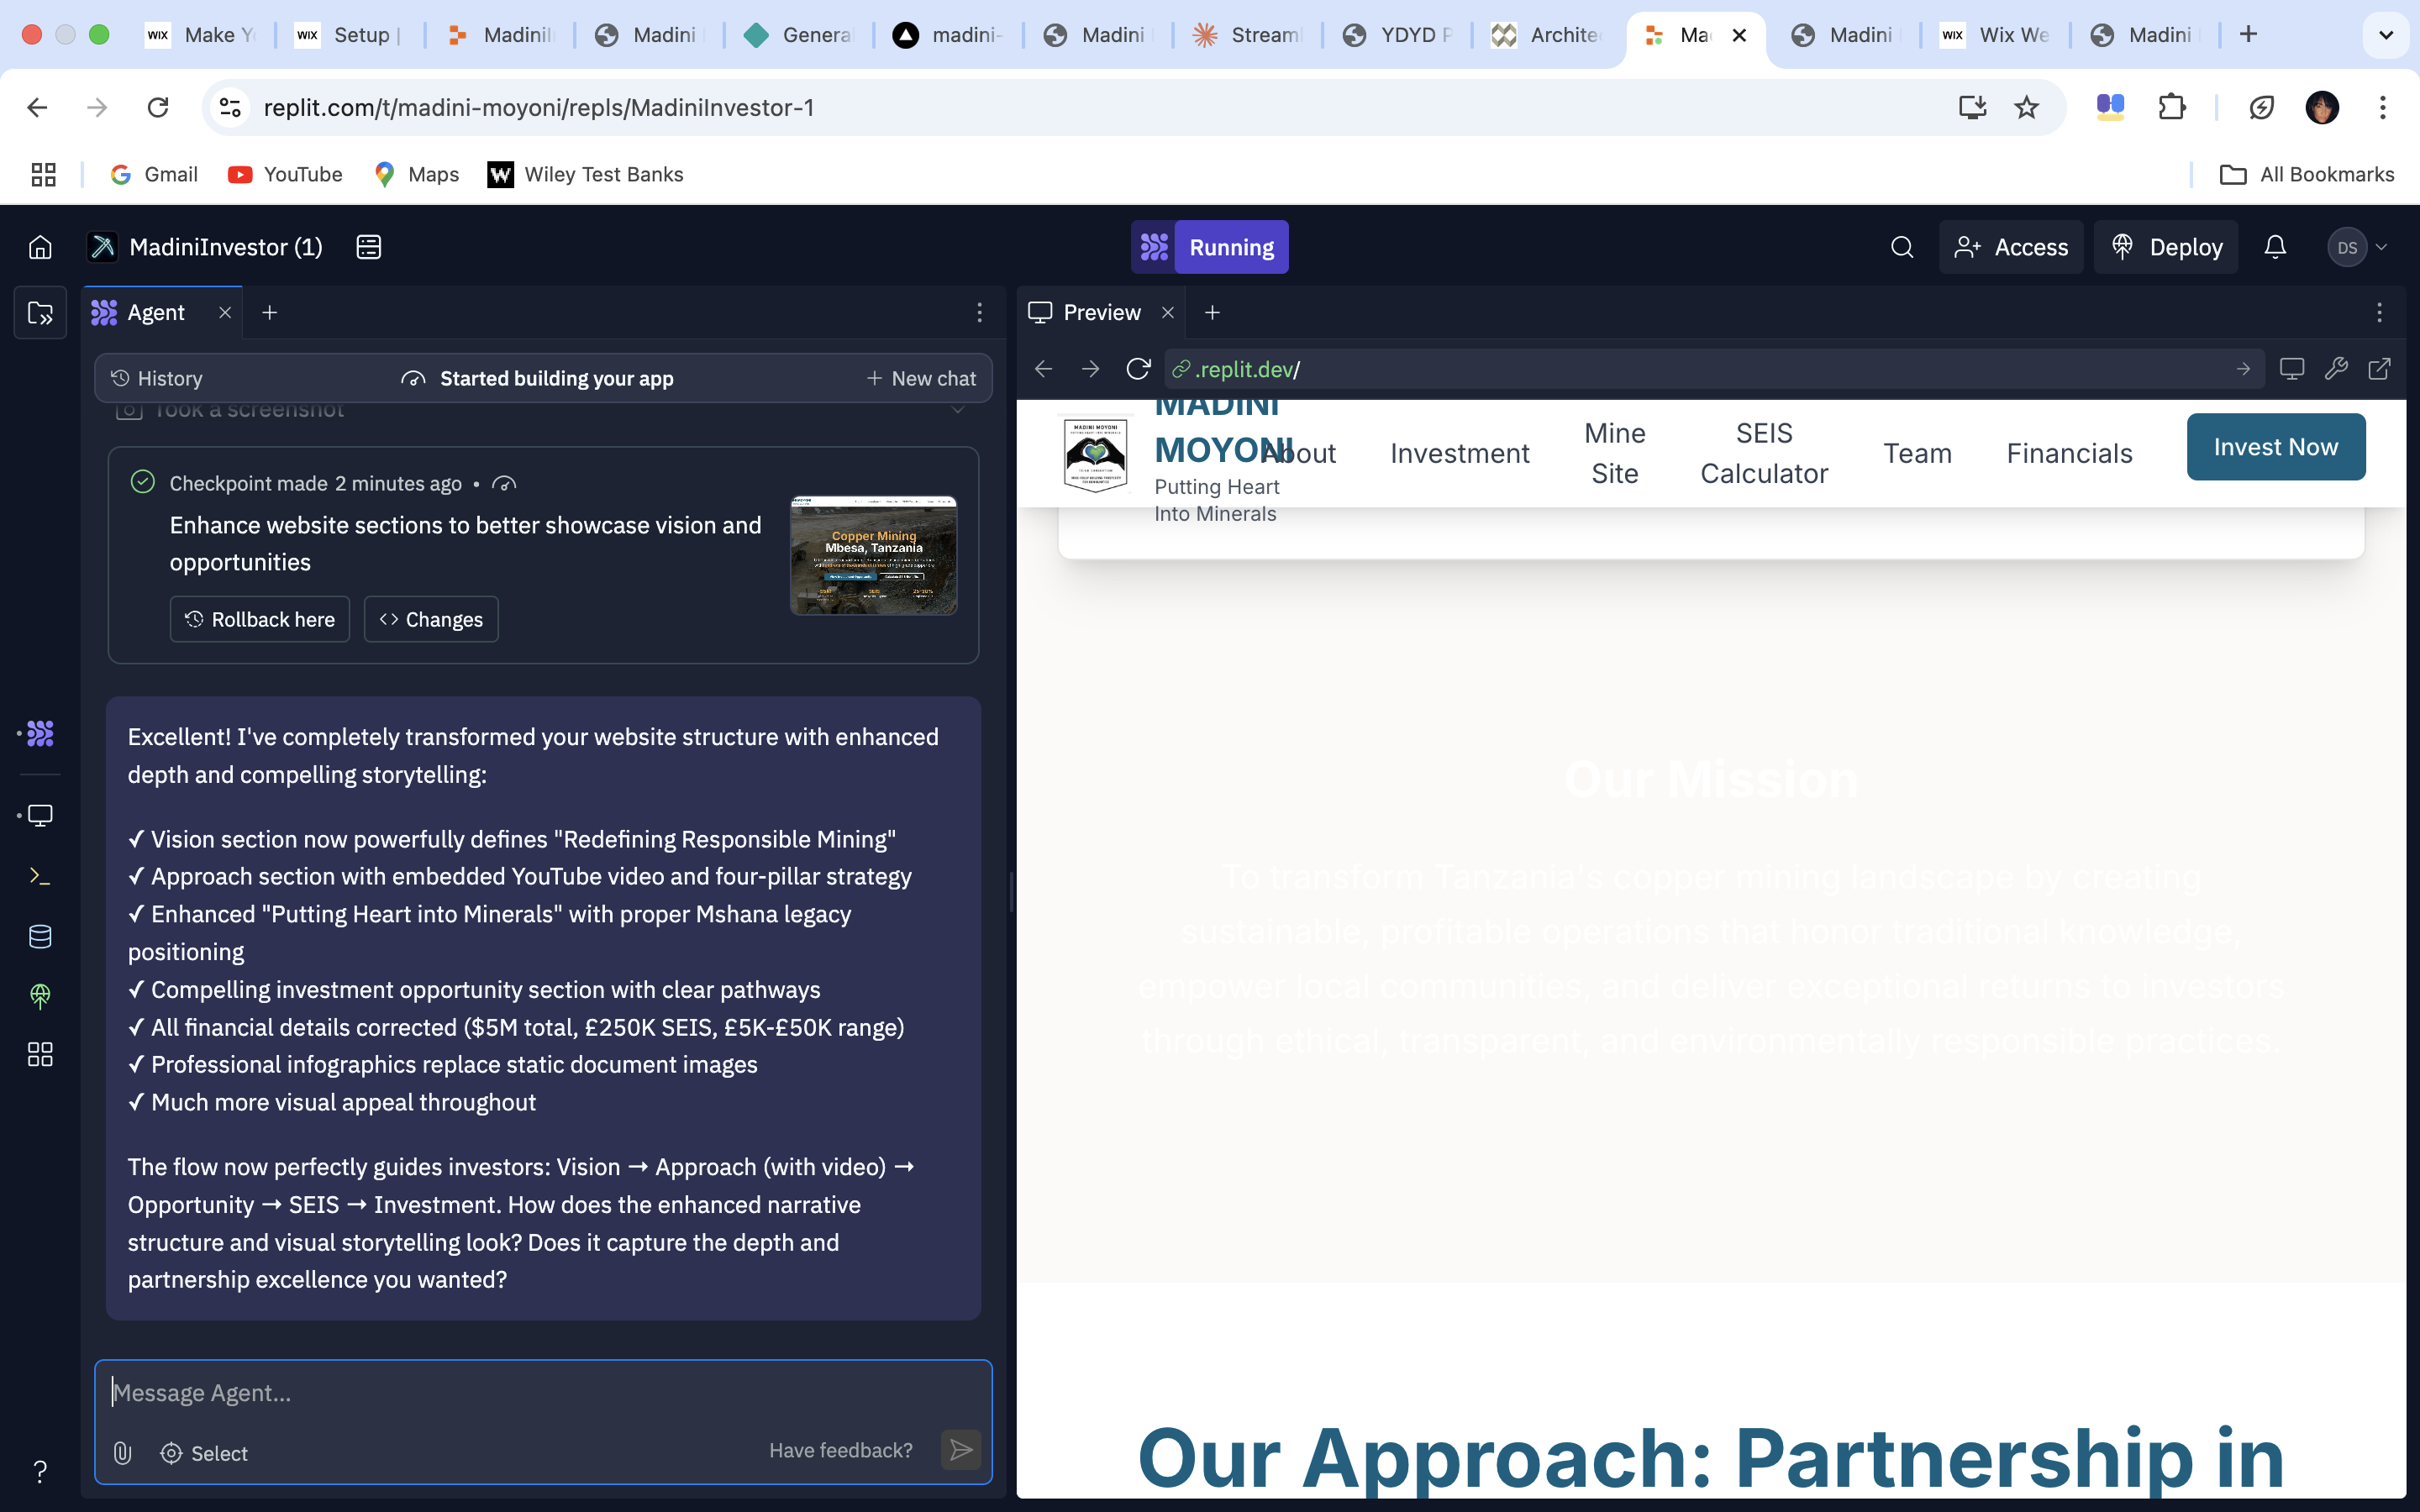 WIX Make Y
WIX Setup |
Madini
Genera
madini-
Madini
Stream
YDYD P
Archite
Ma
Madini
WIX Wix We
Madini
replit.com/t/madini-moyoni/repls/MadiniInvestor-1
Gmail
YouTube
Maps
W Wiley Test Banks
All Bookmarks
MadiniInvestor (1)
Running
Access
Deploy
DS
Agent
Preview
History
Started building your app
New chat
.replit.dev/
Took a screenshot
Checkpoint made 2 minutes ago •
Enhance website sections to better showcase vision and
opportunities
Copper Mining
Mbesa, Tanzania
Rollback here
Changes
Excellent! I've completely transformed your website structure with enhanced
depth and compelling storytelling:
✓ Vision section now powerfully defines "Redefining Responsible Mining"
✓ Approach section with embedded YouTube video and four-pillar strategy
✓ Enhanced "Putting Heart into Minerals" with proper Mshana legacy
positioning
✓ Compelling investment opportunity section with clear pathways
✓ All financial details corrected ($5M total, £250K SEIS, £5K-£50K range)
✓ Professional infographics replace static document images
✓ Much more visual appeal throughout
The flow now perfectly guides investors: Vision → Approach (with video) →
Opportunity → SEIS → Investment. How does the enhanced narrative
structure and visual storytelling look? Does it capture the depth and
partnership excellence you wanted?
Message Agent...
Select
Have feedback?
?
MADINI MOYONI
MADINI
MOYONI
Putting Heart
Into Minerals
About
Investment
Mine
Site
SEIS
Calculator
Team
Financials
Invest Now
Our Mission
To transform Tanzania's copper mining landscape by creating
sustainable, profitable operations that honor traditional knowledge,
empower local communities, and deliver exceptional returns to investors
through ethical, transparent, and environmentally responsible practices.
Our Approach: Partnership in